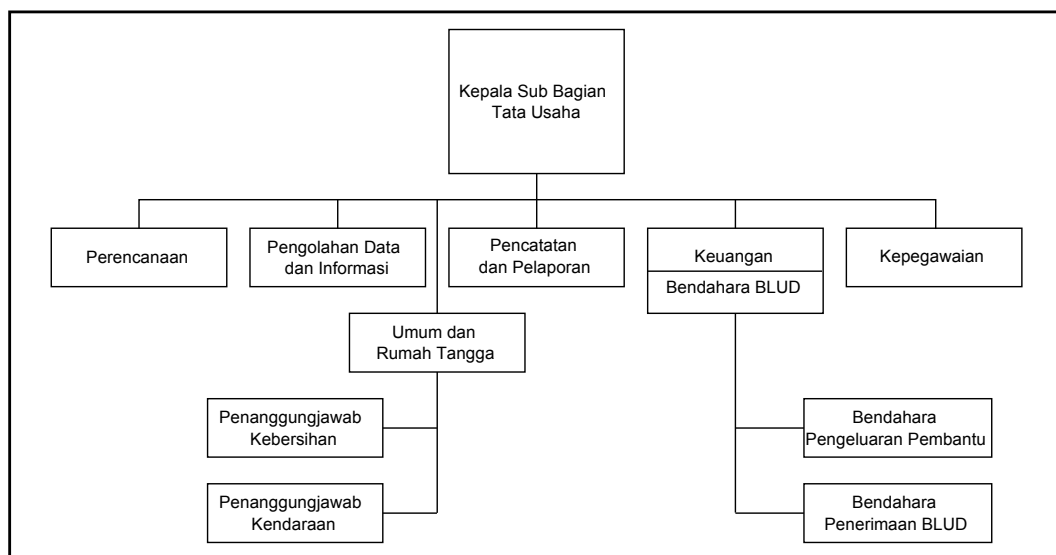 Kepala Sub Bagian
Tata Usaha
Perencanaan
Pengolahan Data
dan Informasi
Pencatatan
dan Pelaporan
Keuangan
Bendahara BLUD
Kepegawaian
Umum dan
Rumah Tangga
Penanggungjawab
Kebersihan
Bendahara
Pengeluaran Pembantu
Penanggungjawab
Kendaraan
Bendahara
Penerimaan BLUD